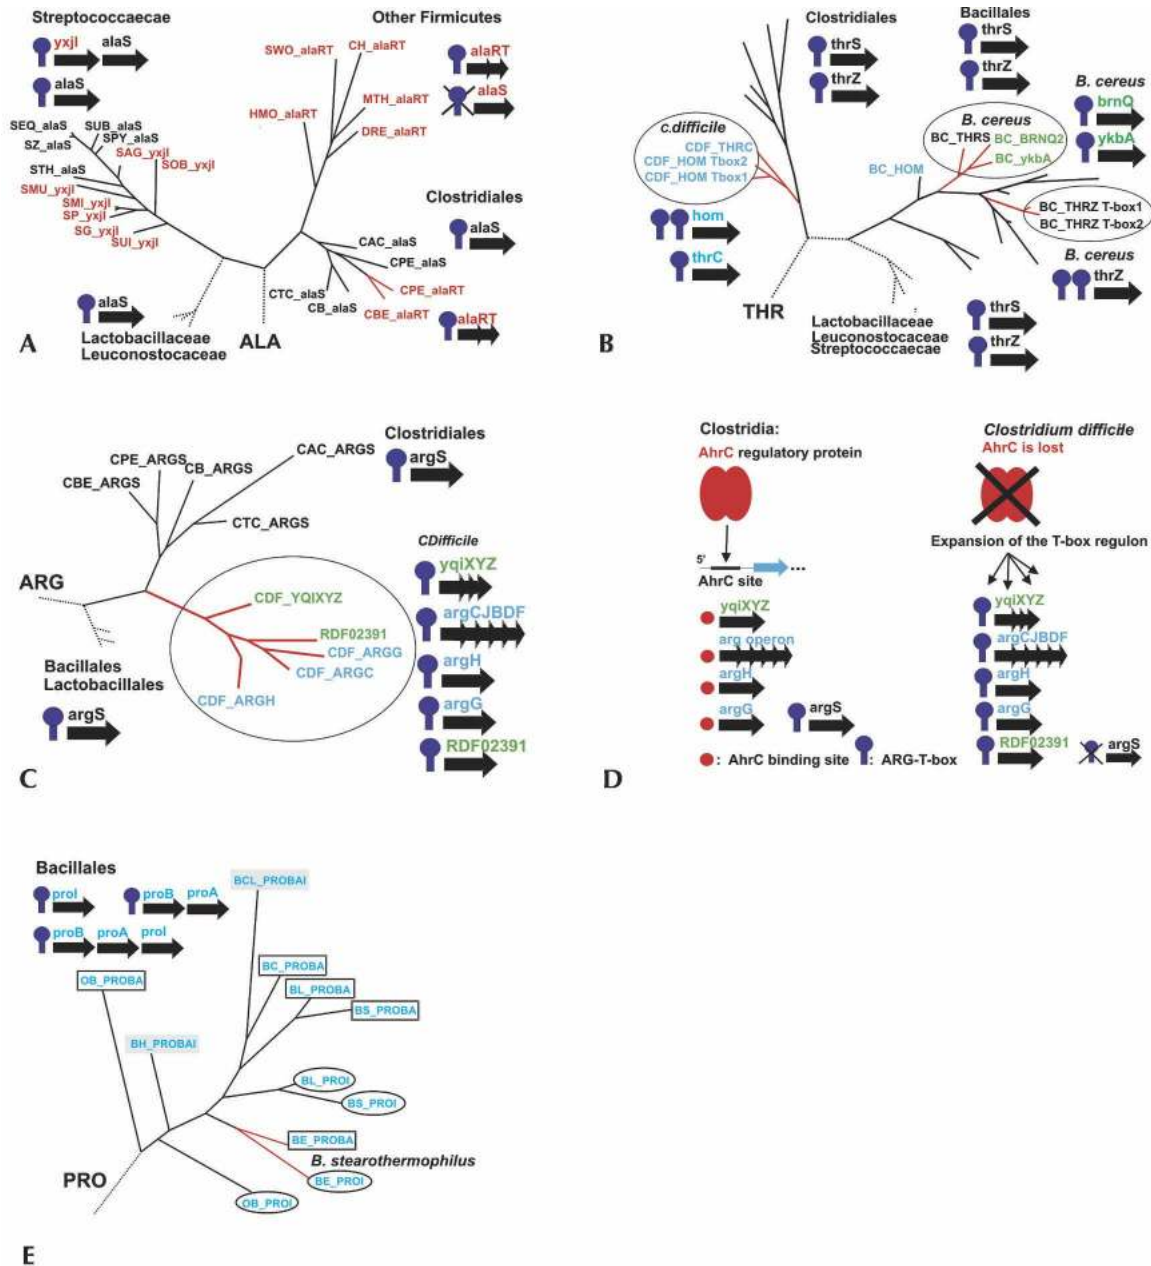 Streptococcaecae
yxjI alaS
alaS
SEQ_alaS
SUB_alaS
SZ_alaS
SPY_alaS
SAG_yxjI
SOB_yxjI
STH_alaS
SMU_yxjI
SMI_yxjI
SP_yxjI
SG_yxjI
SUI_yxjI
alaS
Lactobacillaceae
Leuconostocaceae
ALA
Other Firmicutes
SWO_alaRT
CH_alaRT
alaRT
alaS
HMO_alaRT
MTH_alaRT
DRE_alaRT
Clostridiales
alaS
CAC_alaS
CPE_alaS
CTC_alaS
CB_alaS
CPE_alaRT
CBE_alaRT
alaRT
A
Clostridiales
thrS
thrZ
Bacillales
thrS
thrZ
B. cereus
brnQ
ykbA
C.difficile
CDF_THRC
CDF_HOM Tbox2
CDF_HOM Tbox1
hom
thrC
B. cereus
BC_THRS
BC_BRNQ2
BC_ykbA
BC_HOM
BC_THRZ T-box1
BC_THRZ T-box2
B. cereus
thrZ
THR
Lactobacillaceae
Leuconostocaceae
Streptococcaecae
thrS
thrZ
B
Clostridiales
argS
CAC_ARGS
CPE_ARGS
CB_ARGS
CBE_ARGS
CTC_ARGS
ARG
CDF_YQIXYZ
RDF02391
CDF_ARGG
CDF_ARGC
CDF_ARGH
Bacillales
Lactobacillales
argS
CDifficile
yqiXYZ
argCJBDF
argH
argG
RDF02391
C
Clostridia:
AhrC regulatory protein
5'
...
AhrC site
yqiXYZ
arg operon
argH
argG
argS
: AhrC binding site
: ARG-T-box
Clostridium difficile
AhrC is lost
Expansion of the T-box regulon
yqiXYZ
argCJBDF
argH
argG
RDF02391
argS
D
Bacillales
proI
proB proA
proB proA proI
BCL_PROBAI
OB_PROBA
BC_PROBA
BL_PROBA
BS_PROBA
BH_PROBAI
BL_PROI
BS_PROI
BE_PROBA
B. stearothermophilus
BE_PROI
OB_PROI
PRO
E